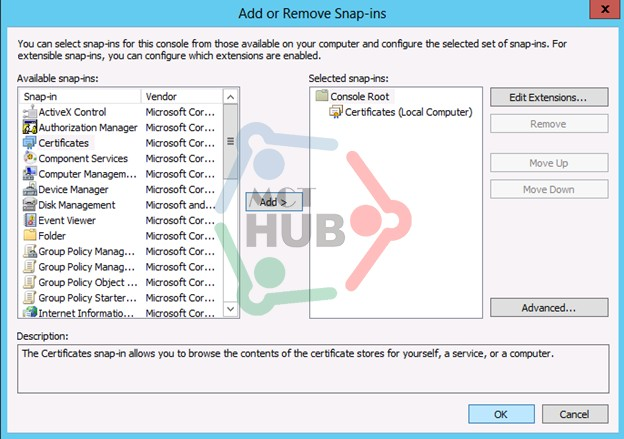 Add or Remove Snap-ins
x
You can select snap-ins for this console from those available on your computer and configure the selected set of snap-ins. For
extensible snap-ins, you can configure which extensions are enabled.
Available snap-ins:
Snap-in Vendor
ActiveX Control Microsoft Cor...
Authorization Manager Microsoft Cor...
Certificates Microsoft Cor...
Component Services Microsoft Cor...
Computer Managem... Microsoft Cor...
Device Manager Microsoft Cor...
Disk Management Microsoft and...
Event Viewer Microsoft Cor...
Folder Microsoft Cor...
Group Policy Manag... Microsoft Cor...
Group Policy Manag... Microsoft Cor...
Group Policy Object ... Microsoft Cor...
Group Policy Starter... Microsoft Cor...
Internet Informatio... Microsoft Cor...
Add >
MCT
HUB
Selected snap-ins:
Console Root
Certificates (Local Computer)
Edit Extensions...
Remove
Move Up
Move Down
Advanced...
Description:
The Certificates snap-in allows you to browse the contents of the certificate stores for yourself, a service, or a computer.
OK Cancel